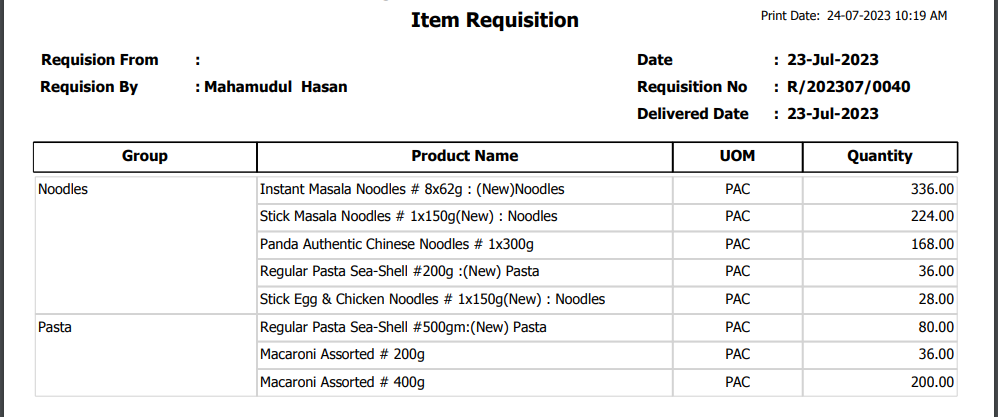 Item Requisition
Print Date: 24-07-2023 10:19 AM
Requision From :
Date : 23-Jul-2023
Requision By : Mahamudul Hasan
Requisition No : R/202307/0040
Delivered Date : 23-Jul-2023
Group Product Name UOM Quantity
Noodles Instant Masala Noodles # 8x62g : (New)Noodles PAC 336.00
Stick Masala Noodles # 1x150g(New) : Noodles PAC 224.00
Panda Authentic Chinese Noodles # 1x300g PAC 168.00
Regular Pasta Sea-Shell #200g :(New) Pasta PAC 36.00
Stick Egg & Chicken Noodles # 1x150g(New) : Noodles PAC 28.00
Pasta Regular Pasta Sea-Shell #500gm:(New) Pasta PAC 80.00
Macaroni Assorted # 200g PAC 36.00
Macaroni Assorted # 400g PAC 200.00